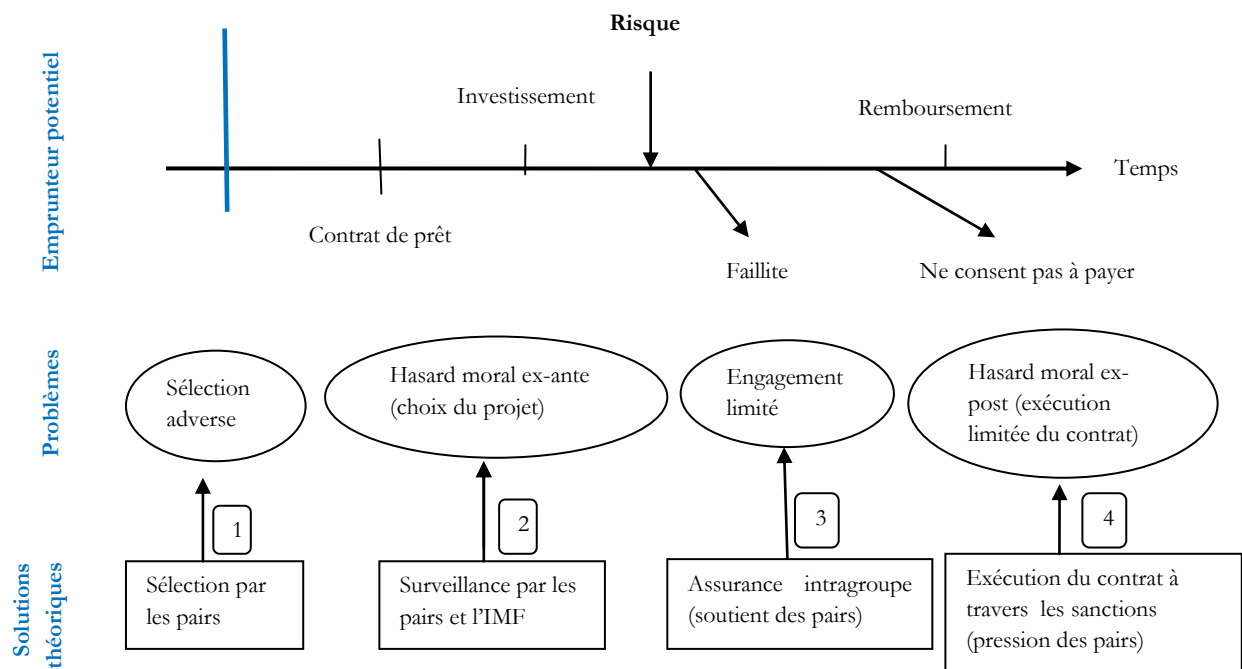 Risque
Emprunteur potentiel
Investissement
Remboursement
Temps
Contrat de prêt
Faillite
Ne consent pas à payer
Problèmes
Sélection
adverse
Hasard moral ex-ante
(choix du projet)
Engagement
limité
Hasard moral ex-
post (exécution
limitée du contrat)
1
2
3
4
Solutions
théoriques
Sélection par
les pairs
Surveillance par les
pairs et l’IMF
Assurance intragroupe
(soutient des pairs)
Exécution du contrat à
travers les sanctions
(pression des pairs)